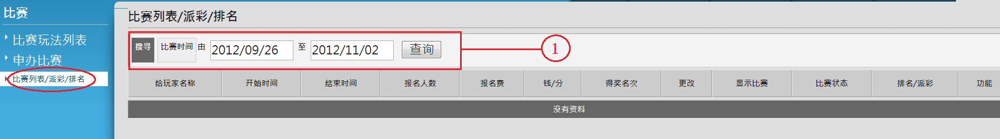 比赛
比赛玩法列表
申办比赛
比赛列表/派彩/排名
比赛列表/派彩/排名
搜寻 比赛时间 由 2012/09/26 至 2012/11/02 查询 1
给玩家名称 开始时间 结束时间 报名人数 报名费 钱/分 得奖名次 更改 显示比赛 比赛状态 排名/派彩 功能
没有资料